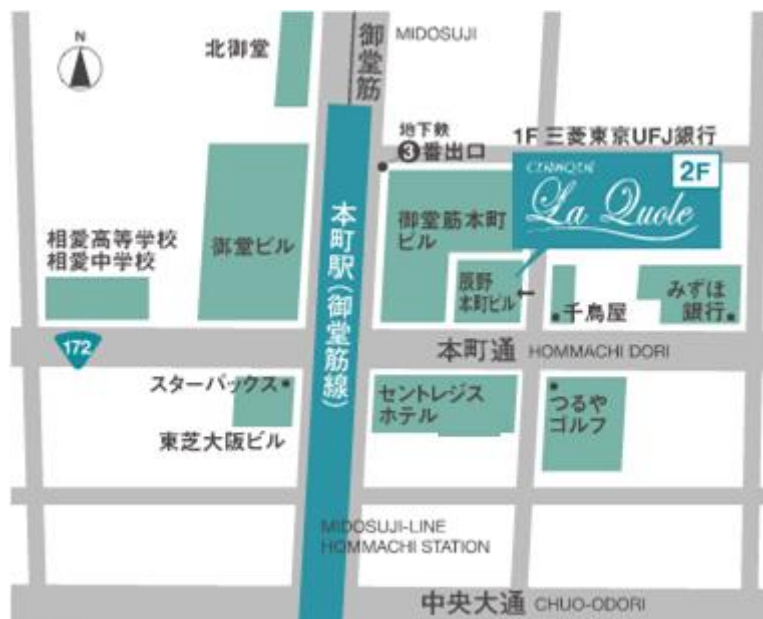 N
北御堂
御堂筋
MIDOSUJI
地下鉄
❸番出口
1F 三菱東京UFJ銀行
2F
La Quole
相愛高等学校
相愛中学校
御堂ビル
本町駅(御堂筋線)
御堂筋本町
ビル
辰野
本町ビル
←
千鳥屋
みずほ
銀行
172
本町通 HOMMACHI DORI
スターバックス
東芝大阪ビル
セントレジス
ホテル
つるや
ゴルフ
MIDOSUJI-LINE
HOMMACHI STATION
中央大通 CHUO-ODORI